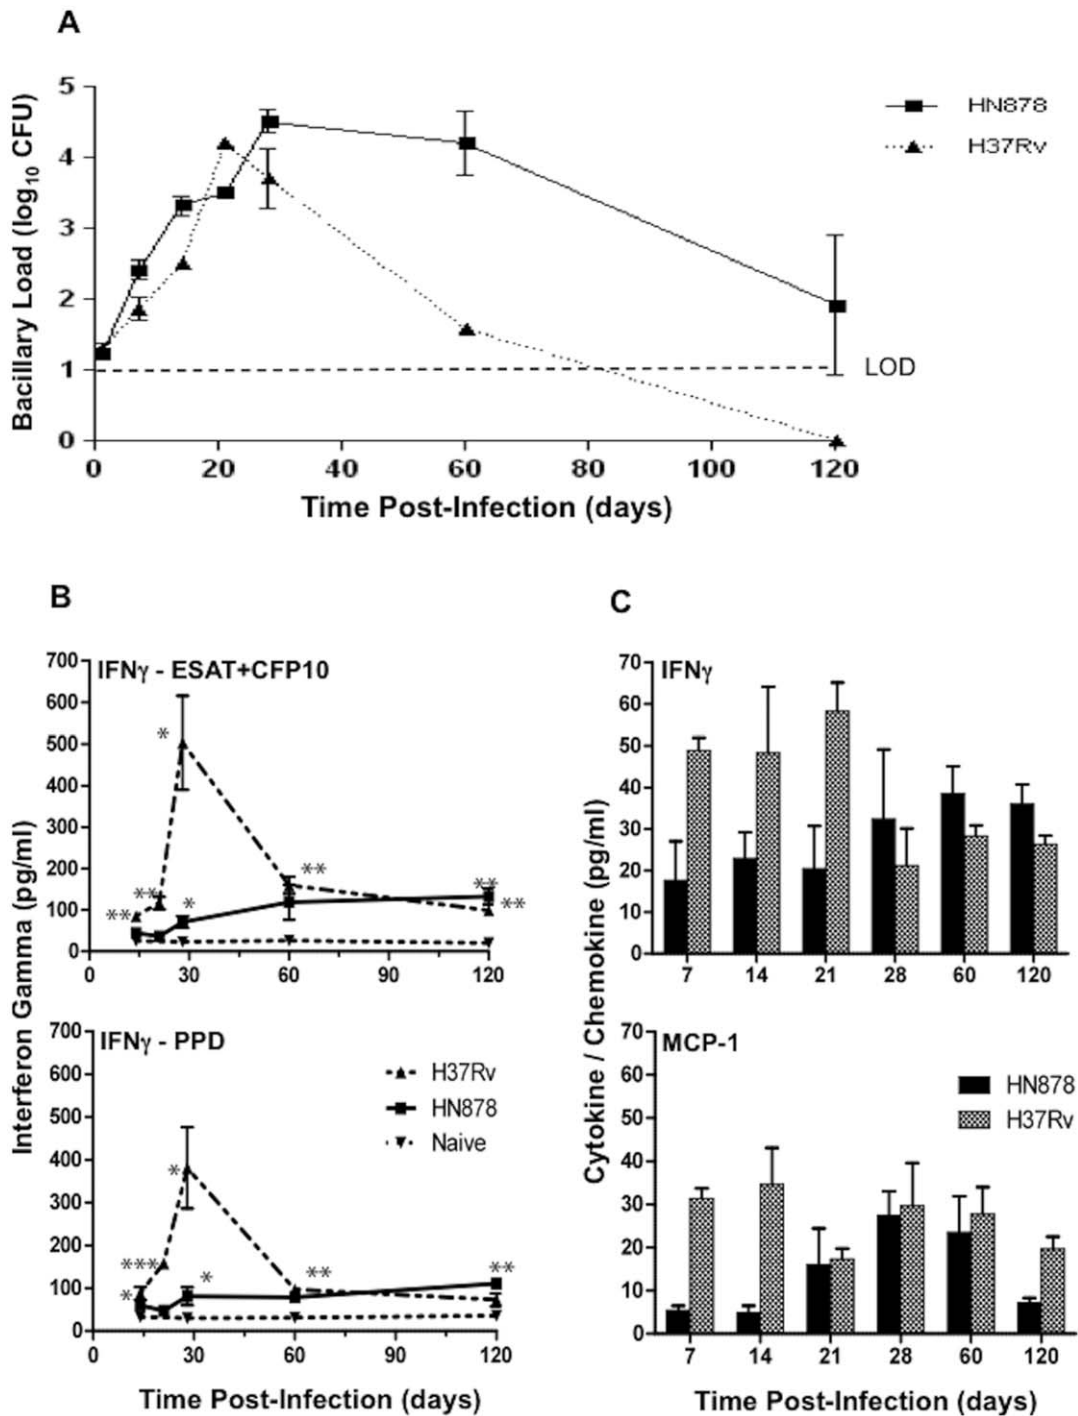 A
5
4
3
2
1
0
Bacillary Load (log10 CFU)
HN878
H37Rv
LOD
0 20 40 60 80 100 120
Time Post-Infection (days)
B
Interferon Gamma (pg/ml)
IFNγ - ESAT+CFP10
700
600
500
400
300
200
100
0
*
**
**
*
**
**
**
0 30 60 90 120
IFNγ - PPD
700
600
500
400
300
200
100
0
H37Rv
HN878
Naive
*
***
*
*
**
**
0 30 60 90 120
Time Post-Infection (days)
C
Cytokine / Chemokine (pg/ml)
IFNγ
70
60
50
40
30
20
10
0
7 14 21 28 60 120
MCP-1
70
60
50
40
30
20
10
0
HN878
H37Rv
7 14 21 28 60 120
Time Post-Infection (days)